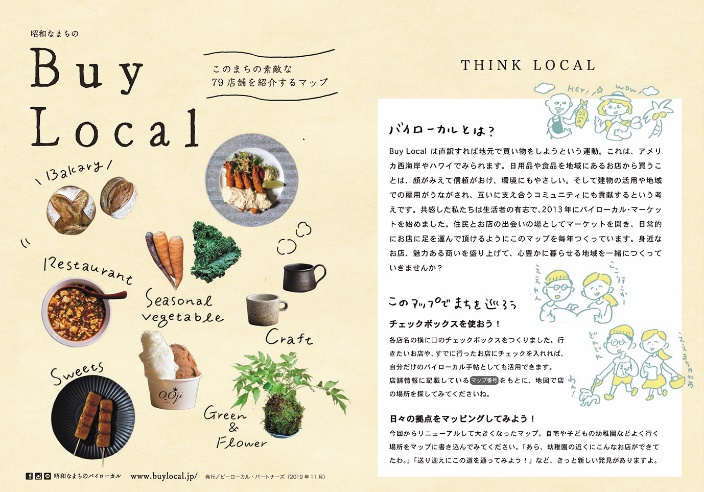 昭和なまちの
Buy
Local
このまちの素敵な
79店舗を紹介するマップ
Bakery
Restaurant
Seasonal
vegetable
Craft
Sweets
Green
&
Flower
昭和なまちのバイローカル www.buylocal.jp/ 発行/ビーローカル・パートナーズ(2019年11月)
THINK LOCAL
HEY!
WOW!
バイローカルとは?
Buy Local は直訳すれば地元で買い物をしようという運動。これは、アメリ
カ西海岸やハワイでみられます。日用品や食品を地域にあるお店から買うこ
とは、顔がみえて信頼がおけ、環境にもやさしい。そして建物の活用や地域
での雇用がうながされ、互いに支え合うコミュニティにも貢献するという考
えです。共感した私たちは生活者の有志で、2013年にバイローカル・マーケッ
トを始めました。住民とお店の出会いの場としてマーケットを開き、日常的
にお店に足を運んで頂けるようにこのマップを毎年つくっています。身近な
お店、魅力ある商いを盛り上げて、心豊かに暮らせる地域を一緒につくって
いきませんか?
このマップでまちを巡ろう
チェックボックスを使おう!
各店名の横に□のチェックボックスをつくりました。行
きたいお店や、すでに行ったお店にチェックを入れれば、
自分だけのバイローカル手帖としても活用できます。
店舗情報に記載しているマップ番号をもとに、地図で店
の場所を探してみてくださいね。
日々の拠点をマッピングしてみよう!
今回からリニューアルして大きくなったマップ。自宅や子どもの幼稚園などよく行く
場所をマップに書き込んでみてください。「あら、幼稚園の近くにこんなお店ができ
てたわ。」「送り迎えにこの道を通ってみよう!」など、きっと新しい発見がありますよ。